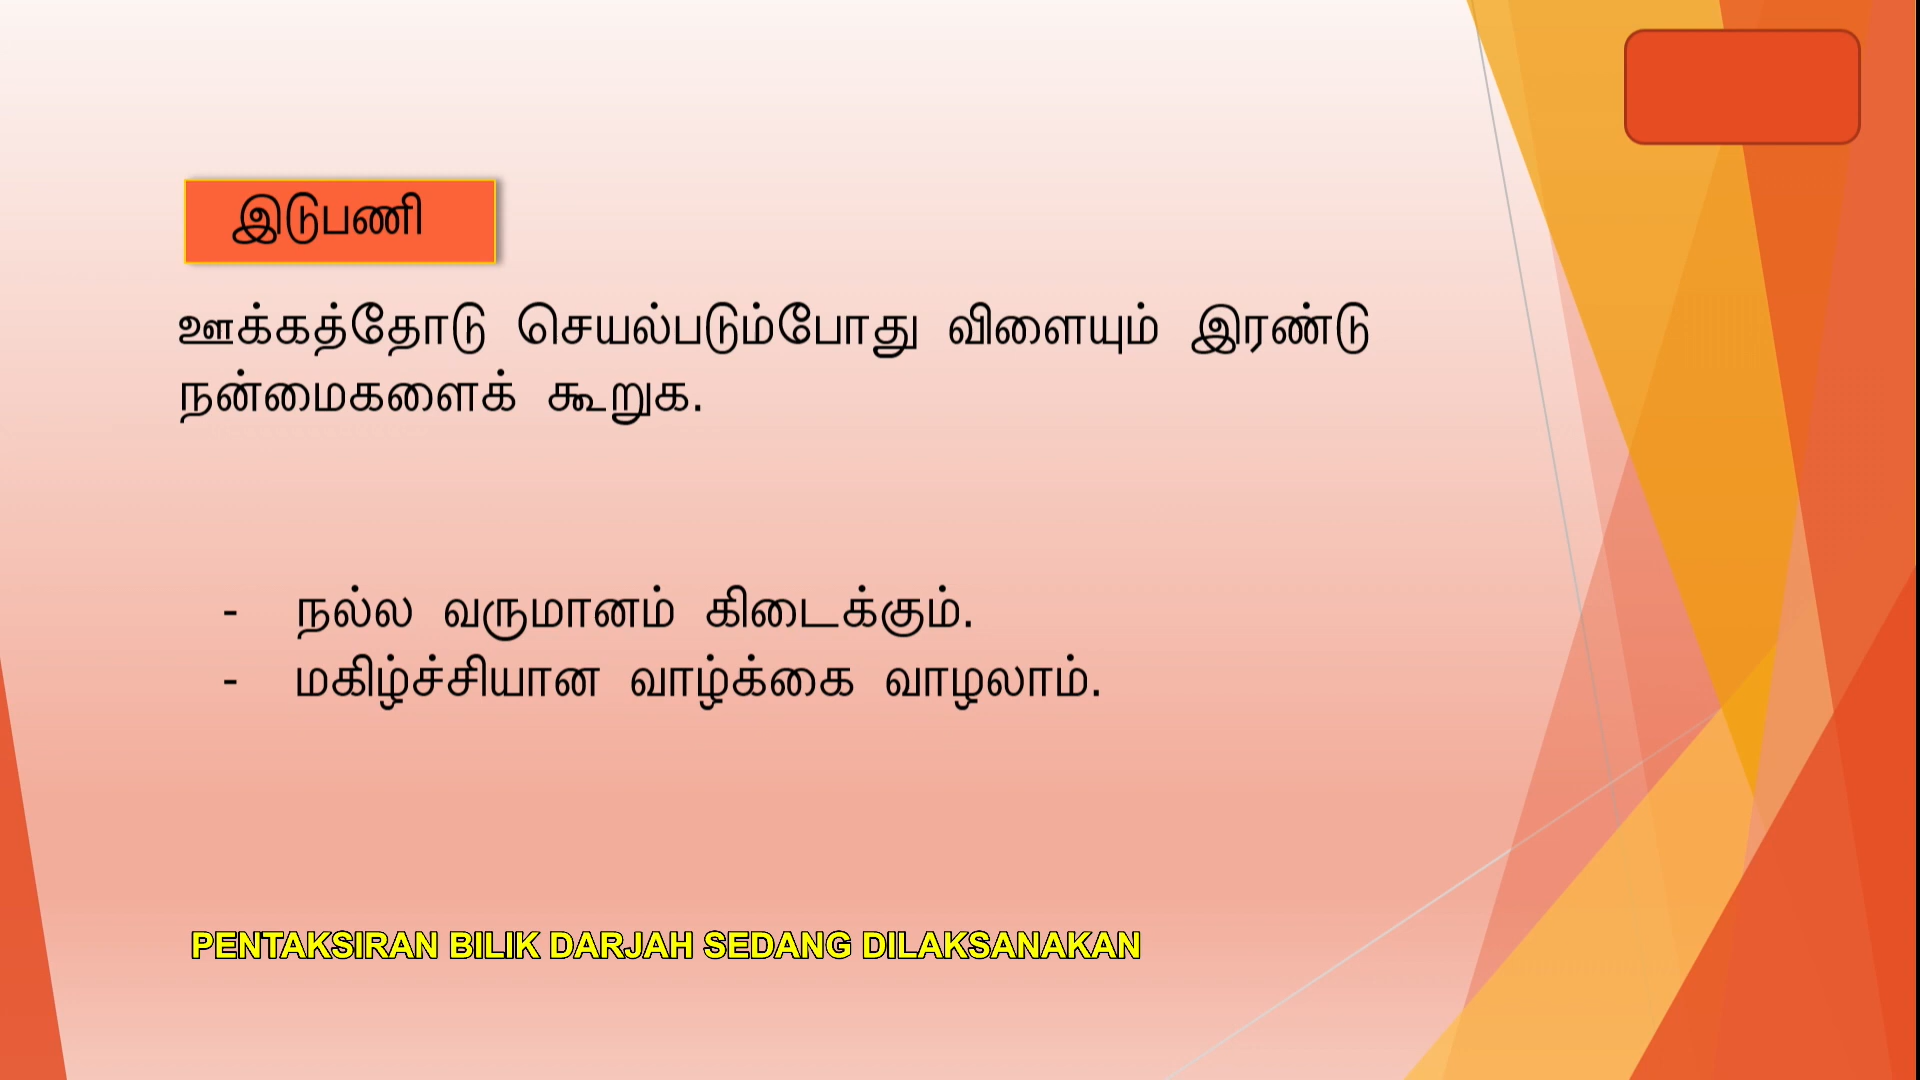 இடுபணி
ஊக்கத்தோடு செயல்படும்போது விளையும் இரண்டு
நன்மைகளைக் கூறுக.
- நல்ல வருமானம் கிடைக்கும்.
- மகிழ்ச்சியான வாழ்க்கை வாழலாம்.
PENTAKSIRAN BILIK DARJAH SEDANG DILAKSANAKAN